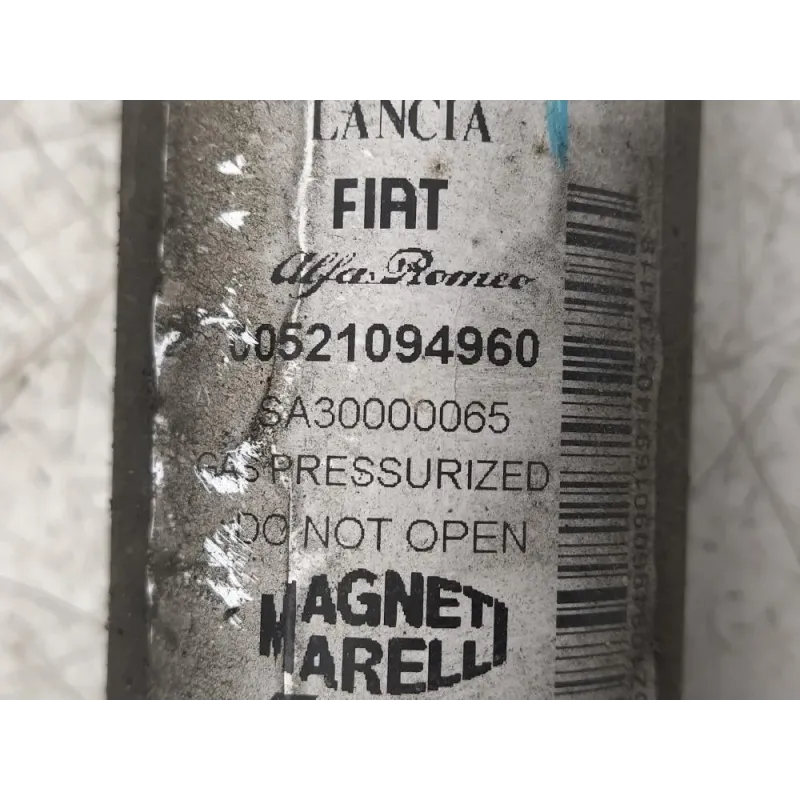 LANCIA
FIAT
Alfa Romeo
00521094960
SA30000065
GAS PRESSURIZED
DO NOT OPEN
MAGNETI
MARELLI